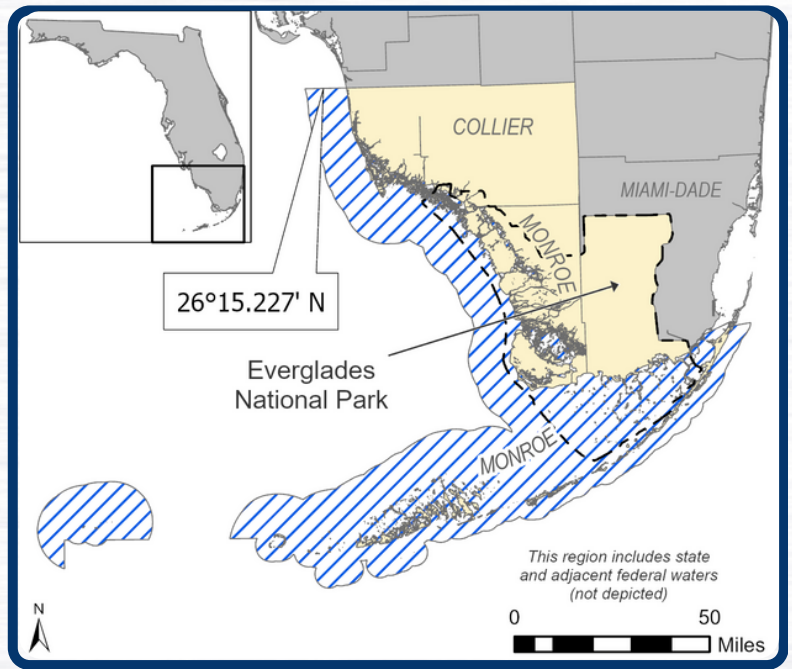 COLLIER
MIAMI-DADE
MONROE
26°15.227' N
Everglades
National Park
MONROE
This region includes state
and adjacent federal waters
(not depicted)
N
0 50
Miles